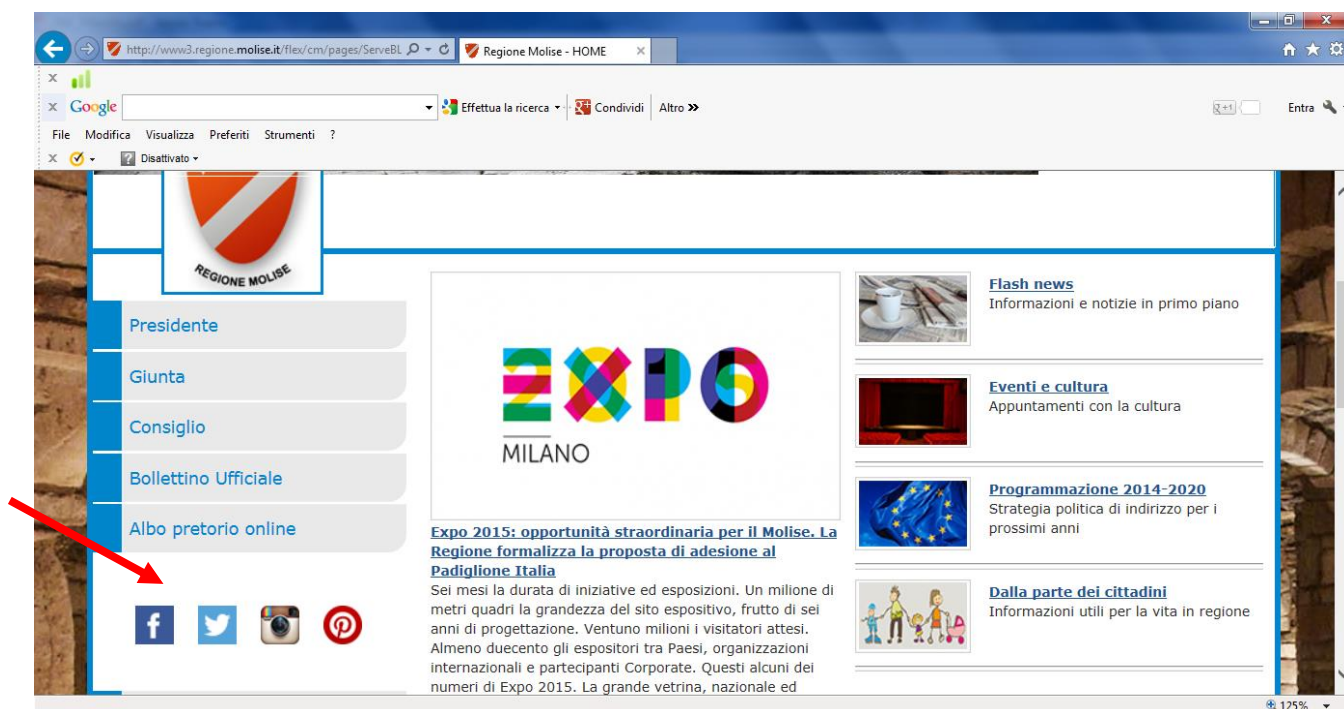 http://www3.regione.molise.it/flex/cm/pages/ServeBL
Regione Molise - HOME
Google
Effettua la ricerca
Condividi
Altro
+1
Entra
File Modifica Visualizza Preferiti Strumenti ?
Disattivato
REGIONE MOLISE
Presidente
Giunta
Consiglio
Bollettino Ufficiale
Albo pretorio online
EXPO
MILANO
Expo 2015: opportunità straordinaria per il Molise. La
Regione formalizza la proposta di adesione al
Padiglione Italia
Sei mesi la durata di iniziative ed esposizioni. Un milione di
metri quadri la grandezza del sito espositivo, frutto di sei
anni di progettazione. Ventuno milioni i visitatori attesi.
Almeno duecento gli espositori tra Paesi, organizzazioni
internazionali e partecipanti Corporate. Questi alcuni dei
numeri di Expo 2015. La grande vetrina, nazionale ed
Flash news
Informazioni e notizie in primo piano
Eventi e cultura
Appuntamenti con la cultura
Programmazione 2014-2020
Strategia politica di indirizzo per i
prossimi anni
Dalla parte dei cittadini
Informazioni utili per la vita in regione
125%